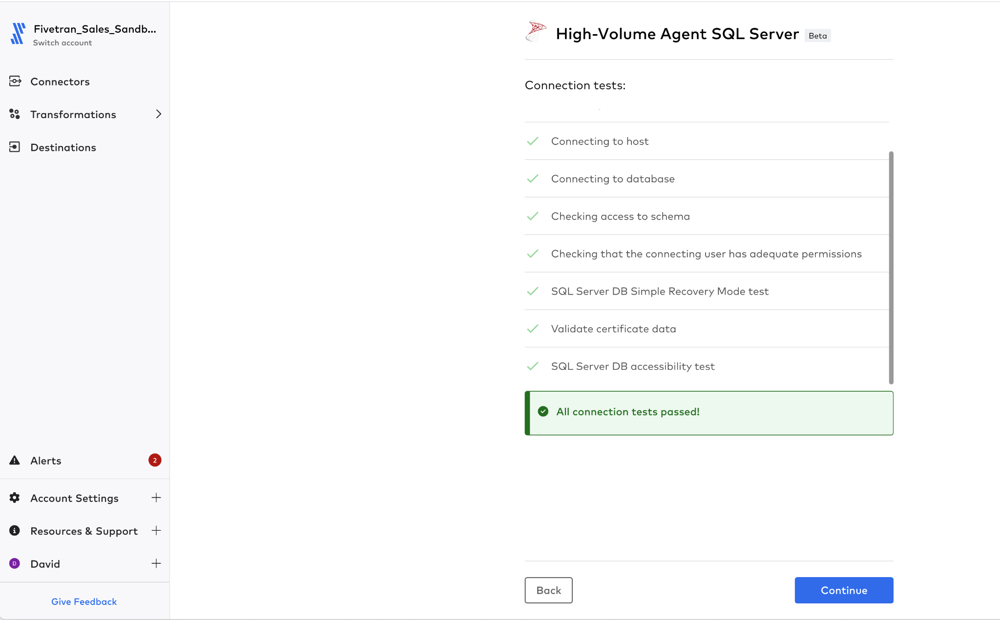 Fivetran_Sales_Sandb...
Switch account
Connectors
Transformations
Destinations
Alerts
2
Account Settings
Resources & Support
D
David
Give Feedback
High-Volume Agent SQL Server
Beta
Connection tests:
Connecting to host
Connecting to database
Checking access to schema
Checking that the connecting user has adequate permissions
SQL Server DB Simple Recovery Mode test
Validate certificate data
SQL Server DB accessibility test
All connection tests passed!
Back
Continue